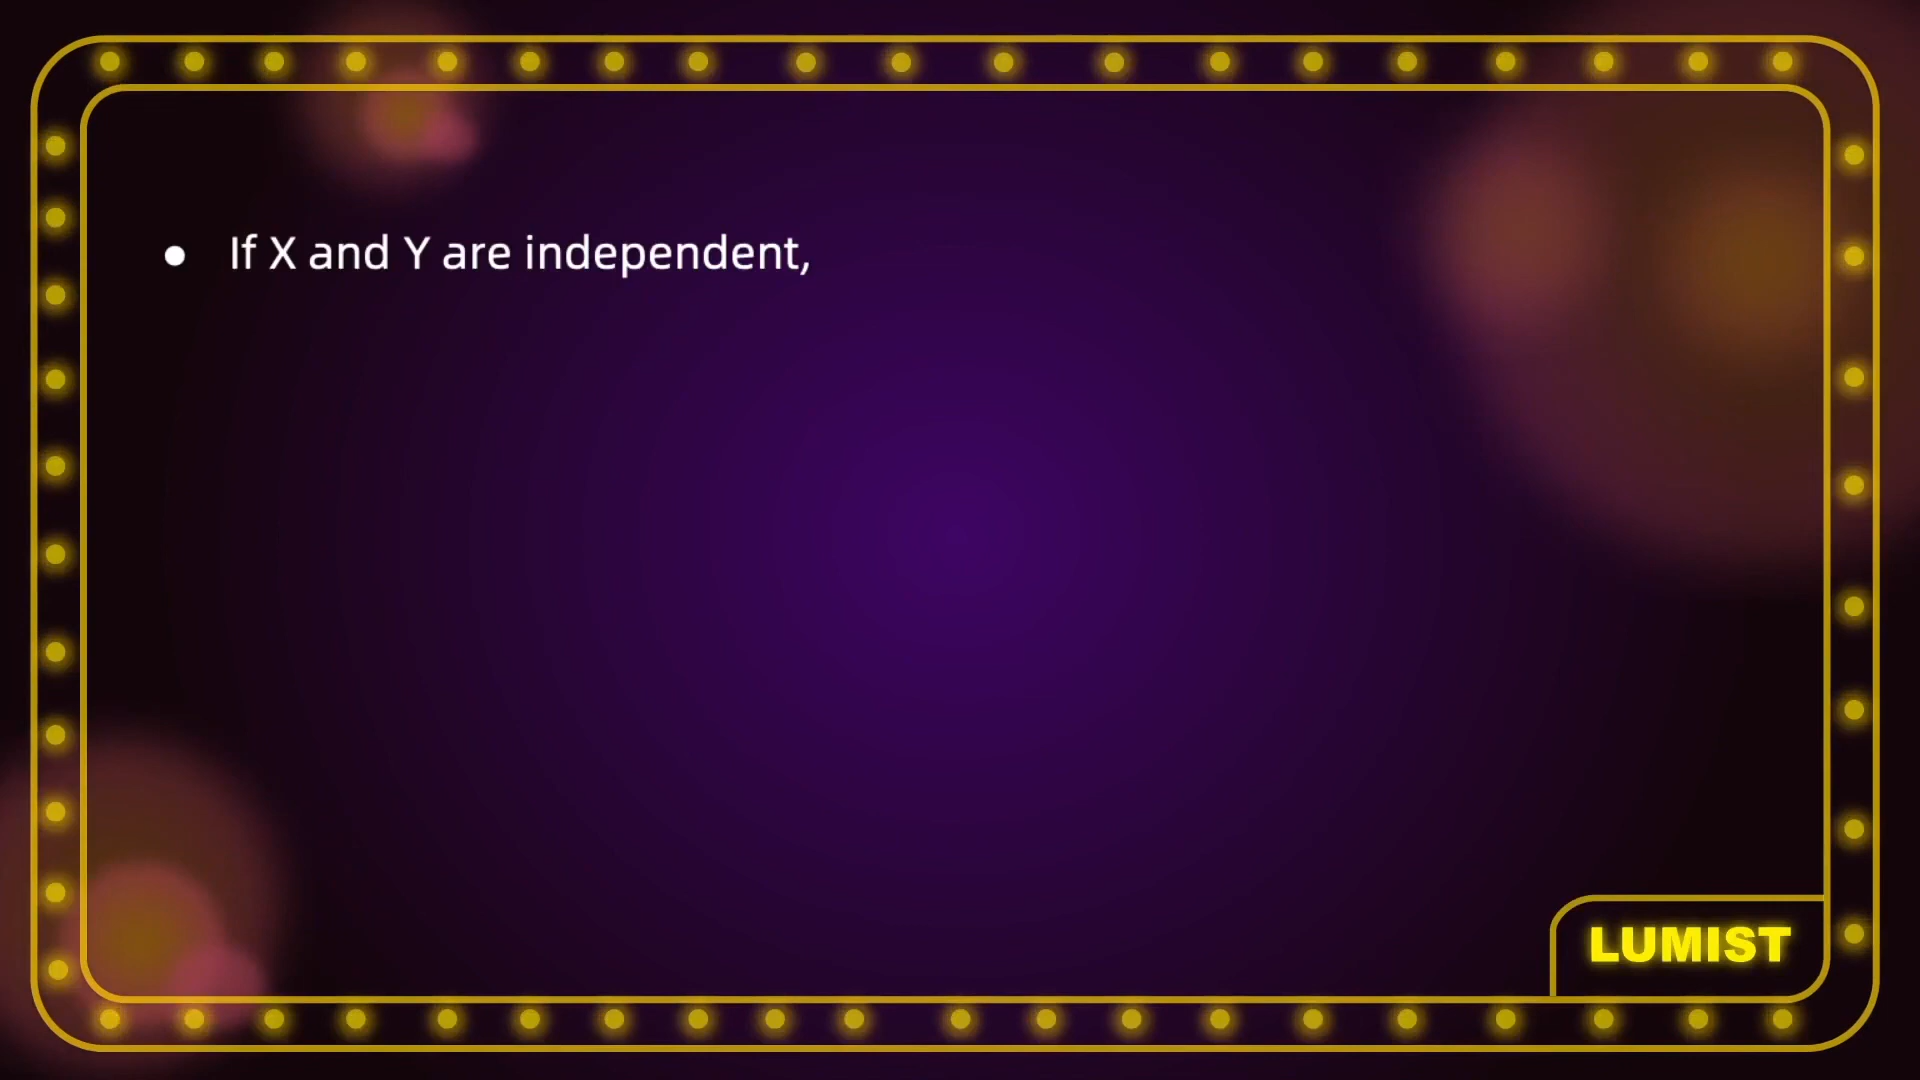 ● If X and Y are independent,
LUMIST